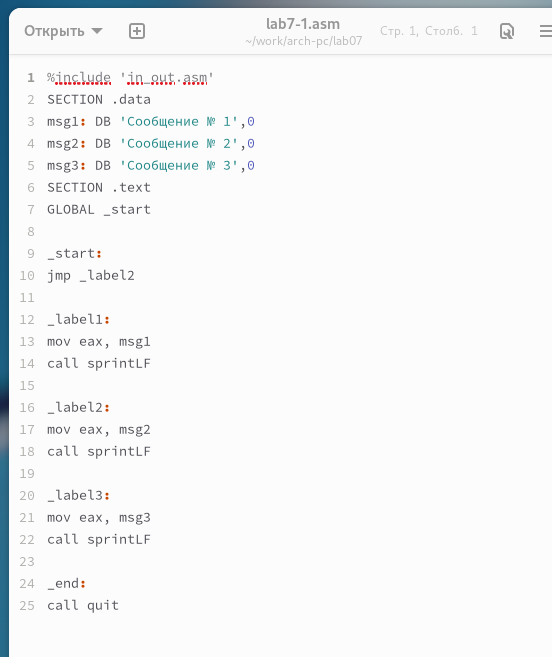 Открыть
lab7-1.asm
~/work/arch-pc/lab07
Стр. 1, Столб. 1
1 %include 'in_out.asm'
2 SECTION .data
3 msg1: DB 'Сообщение № 1',0
4 msg2: DB 'Сообщение № 2',0
5 msg3: DB 'Сообщение № 3',0
6 SECTION .text
7 GLOBAL _start
8
9 _start:
10 jmp _label2
11
12 _label1:
13 mov eax, msg1
14 call sprintLF
15
16 _label2:
17 mov eax, msg2
18 call sprintLF
19
20 _label3:
21 mov eax, msg3
22 call sprintLF
23
24 _end:
25 call quit